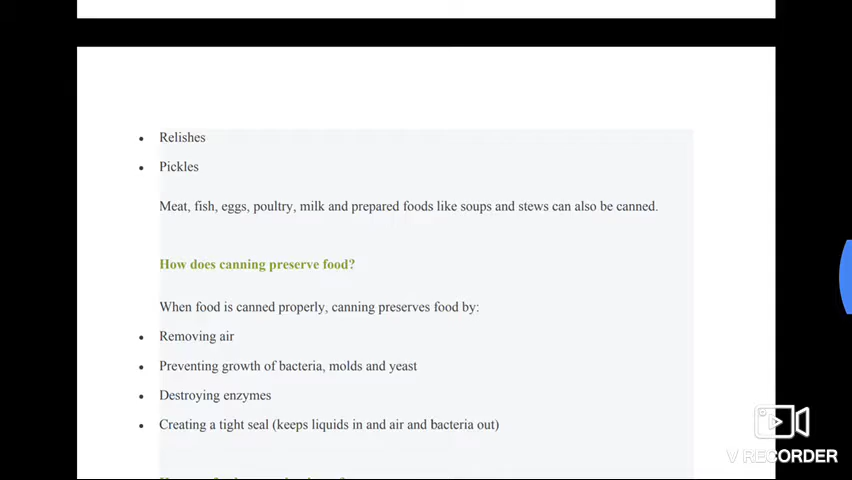 Relishes
Pickles
Meat, fish, eggs, poultry, milk and prepared foods like soups and stews can also be canned.
How does canning preserve food?
When food is canned properly, canning preserves food by:
Removing air
Preventing growth of bacteria, molds and yeast
Destroying enzymes
Creating a tight seal (keeps liquids in and air and bacteria out)
V RECORDER